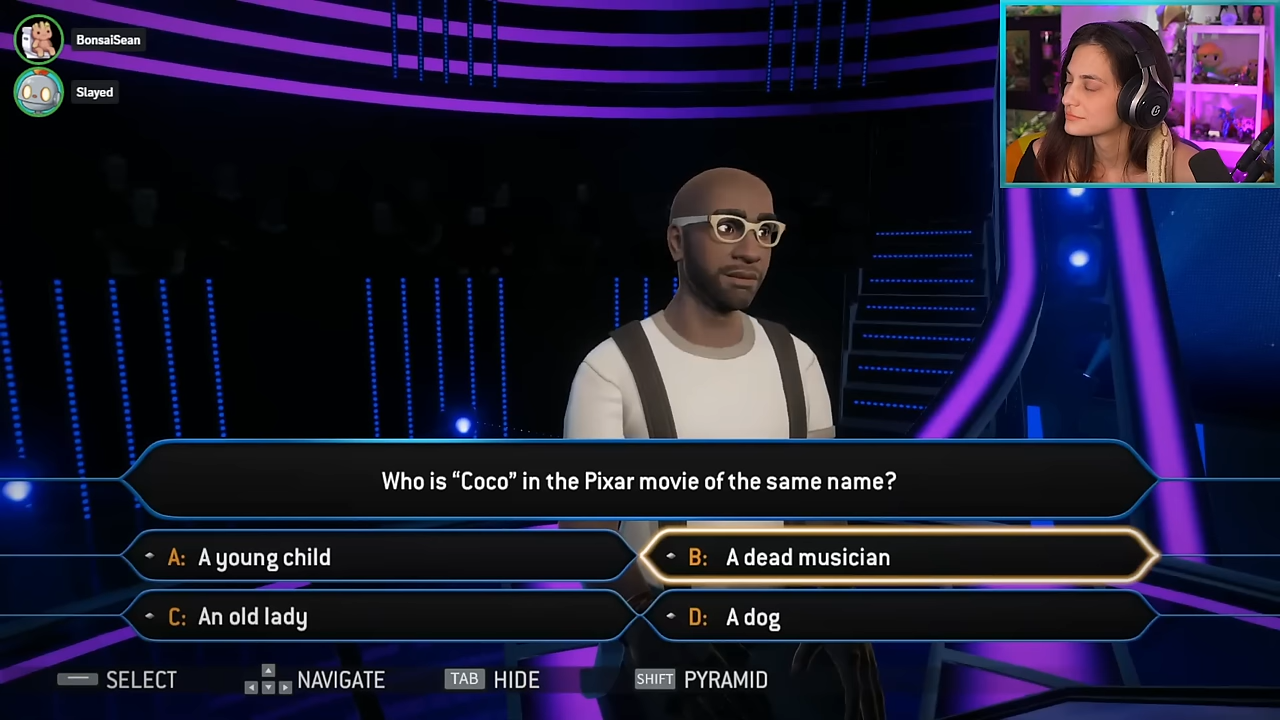 BonsaiSean
Slayed
Who is “Coco” in the Pixar movie of the same name?
A: A young child
B: A dead musician
C: An old lady
D: A dog
SELECT
NAVIGATE
TAB HIDE
SHIFT PYRAMID